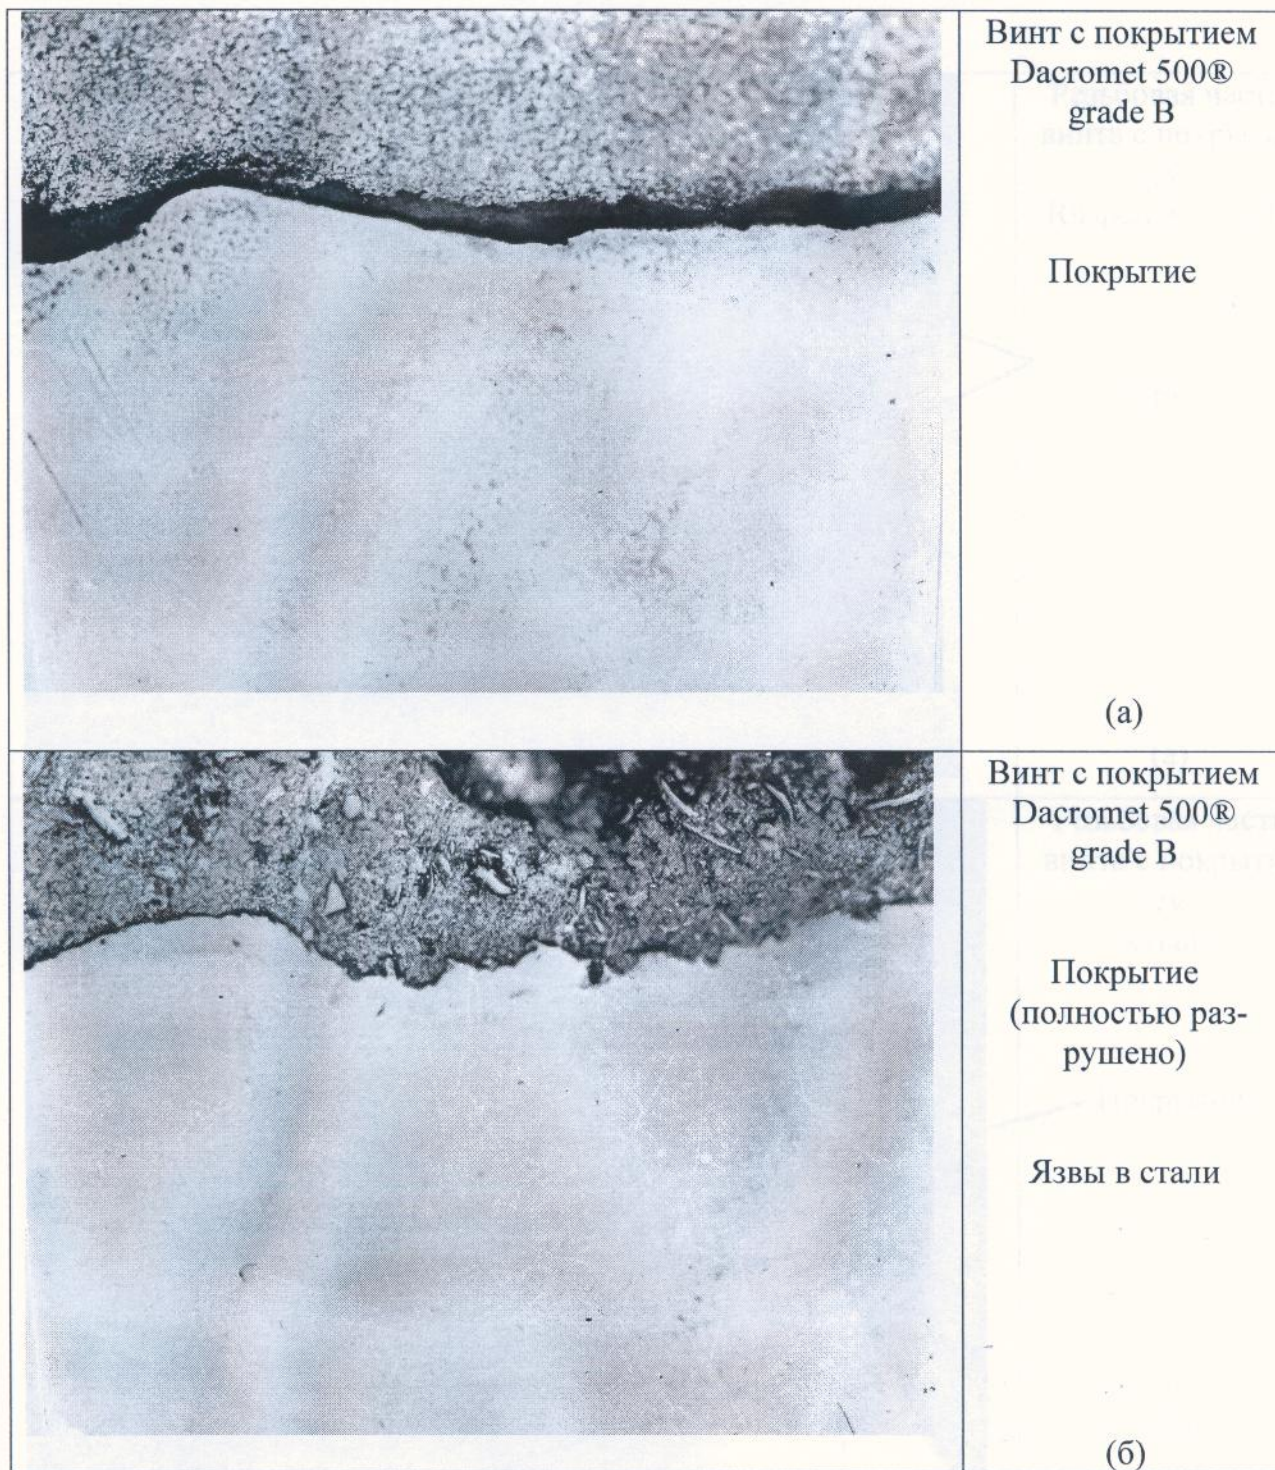 Винт с покрытием
Dacromet 500®
grade B
Покрытие
(а)
Винт с покрытием
Dacromet 500®
grade B
Покрытие
(полностью раз-
рушено)
Язвы в стали
(б)